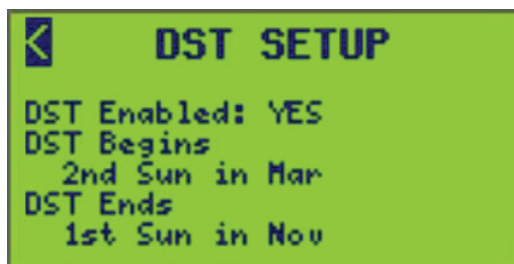 < DST SETUP
DST Enabled: YES
DST Begins
2nd Sun in Mar
DST Ends
1st Sun in Nov